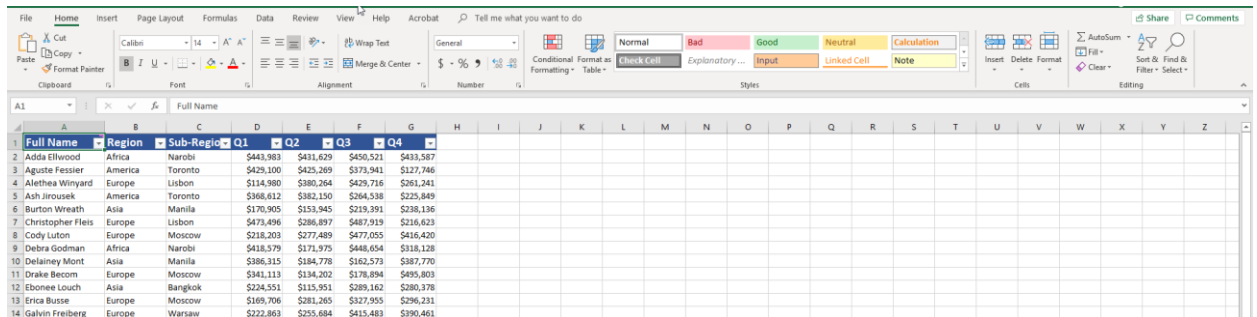 File Home Insert Page Layout Formulas Data Review View Help Acrobat Tell me what you want to do Share Comments
Cut Calibri 14 A A Wrap Text General Normal Bad Good Neutral Calculation AutoSum
Paste Copy Fill
Format Painter B I U A Merge & Center $ % 9 Conditional Formatting Format as Table Check Cell Explanatory ... Input Linked Cell Note Insert Delete Format Clear Sort & Filter Find & Select
Clipboard Font Alignment Number Styles Cells Editing
A1 fx Full Name
A B C D E F G H I J K L M N O P Q R S T U V W X Y Z
1 Full Name Region Sub-Regio Q1 Q2 Q3 Q4
2 Adda Ellwood Africa Narobi $443,983 $431,629 $450,521 $433,587
3 Aguste Fessier America Toronto $429,100 $425,269 $373,941 $127,746
4 Alethea Winyard Europe Lisbon $114,980 $380,264 $429,716 $261,241
5 Ash Jirousek America Toronto $368,612 $382,150 $264,538 $225,849
6 Burton Wreath Asia Manila $170,905 $153,945 $219,391 $238,136
7 Christopher Fleis Europe Lisbon $473,496 $286,897 $487,919 $216,623
8 Cody Luton Europe Moscow $218,203 $277,489 $477,055 $416,420
9 Debra Godman Africa Narobi $418,579 $171,975 $448,654 $318,128
10 Delainey Mont Asia Manila $386,315 $184,778 $162,573 $387,770
11 Drake Becom Europe Moscow $341,113 $134,202 $178,894 $495,803
12 Ebonee Louch Asia Bangkok $224,551 $115,951 $289,162 $280,378
13 Erica Busse Europe Moscow $169,706 $281,265 $327,955 $296,231
14 Galvin Freiberg Europe Warsaw $222,863 $255,684 $415,483 $390,461